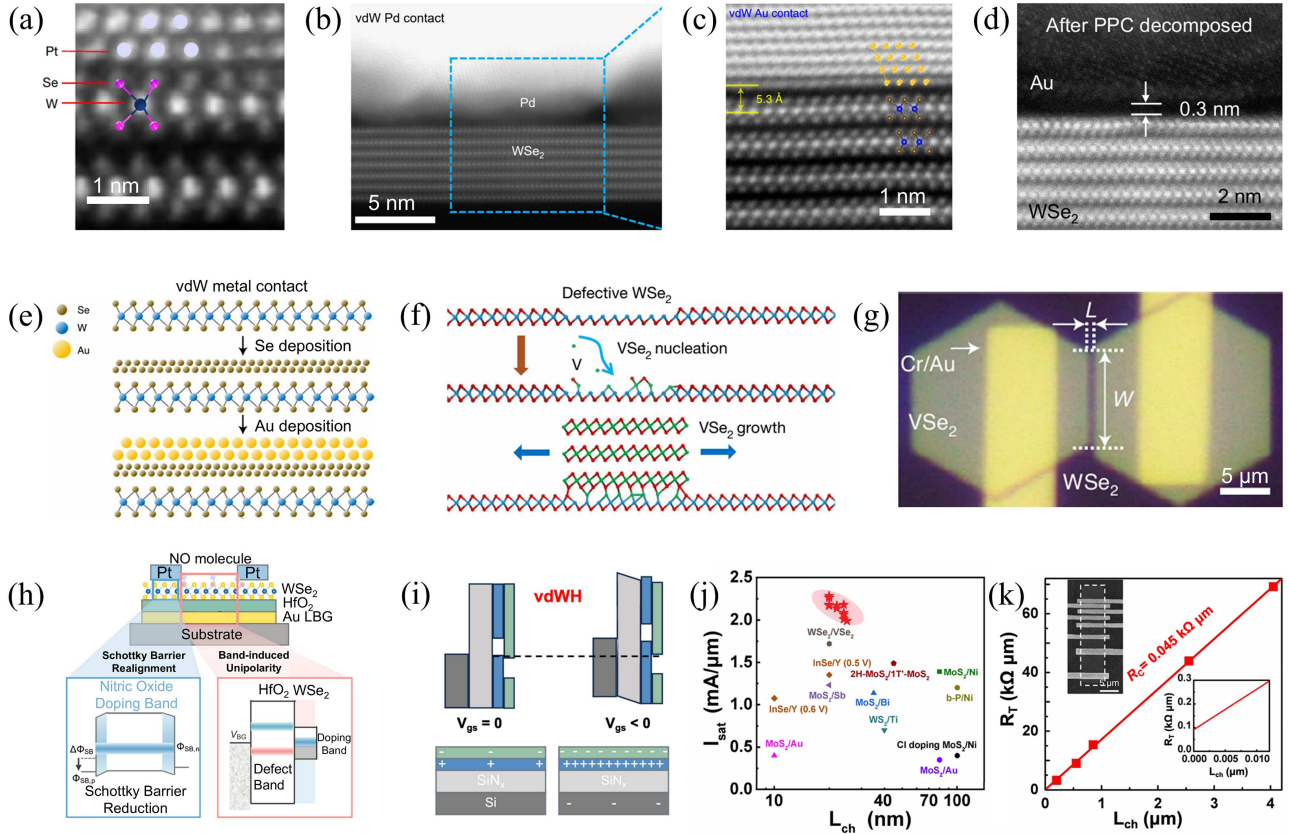 (a)
Pt
Se
W
1 nm
(b)
vdW Pd contact
Pd
WSe₂
5 nm
(c)
vdW Au contact
5.3 Å
1 nm
(d)
After PPC decomposed
Au
0.3 nm
WSe₂
2 nm
(e)
vdW metal contact
Se
W
Au
Se deposition
Au deposition
(f)
Defective WSe₂
V
VSe₂ nucleation
VSe₂ growth
(g)
L
Cr/Au
W
VSe₂
WSe₂
5 μm
(h)
NO molecule
Pt
Pt
WSe₂
HfO₂
Au LBG
Substrate
Schottky Barrier
Realignment
Band-induced
Unipolarity
Nitric Oxide
Doping Band
ΔΦSB
ΦSB,n
ΦSB,p
Schottky Barrier
Reduction
HfO₂ WSe₂
VBG
Doping
Band
Defect
Band
(i)
vdWH
Vgs = 0
Vgs < 0
- - -
+ + +
SiNₓ
Si
- - - - - - -
++++++++++++
SiNₓ
- - -
(j)
Isat (mA/μm)
2.5
2.0
1.5
1.0
0.5
0.0
WSe₂/VSe₂
InSe/Y (0.5 V)
2H-MoS₂/1T'-MoS₂
MoS₂/Ni
MoS₂/Sb
b-P/Ni
InSe/Y (0.6 V)
MoS₂/Bi
WS₂/Ti
MoS₂/Au
Cl doping MoS₂/Ni
MoS₂/Au
10
40
70
100
Lch (nm)
(k)
RT (kΩ μm)
60
40
20
0
5 μm
RC= 0.045 kΩ μm
RT (kΩ μm)
0.3
0.2
0.1
0.0
0.000
0.005
0.010
Lch (μm)
0
1
2
3
4
Lch (μm)